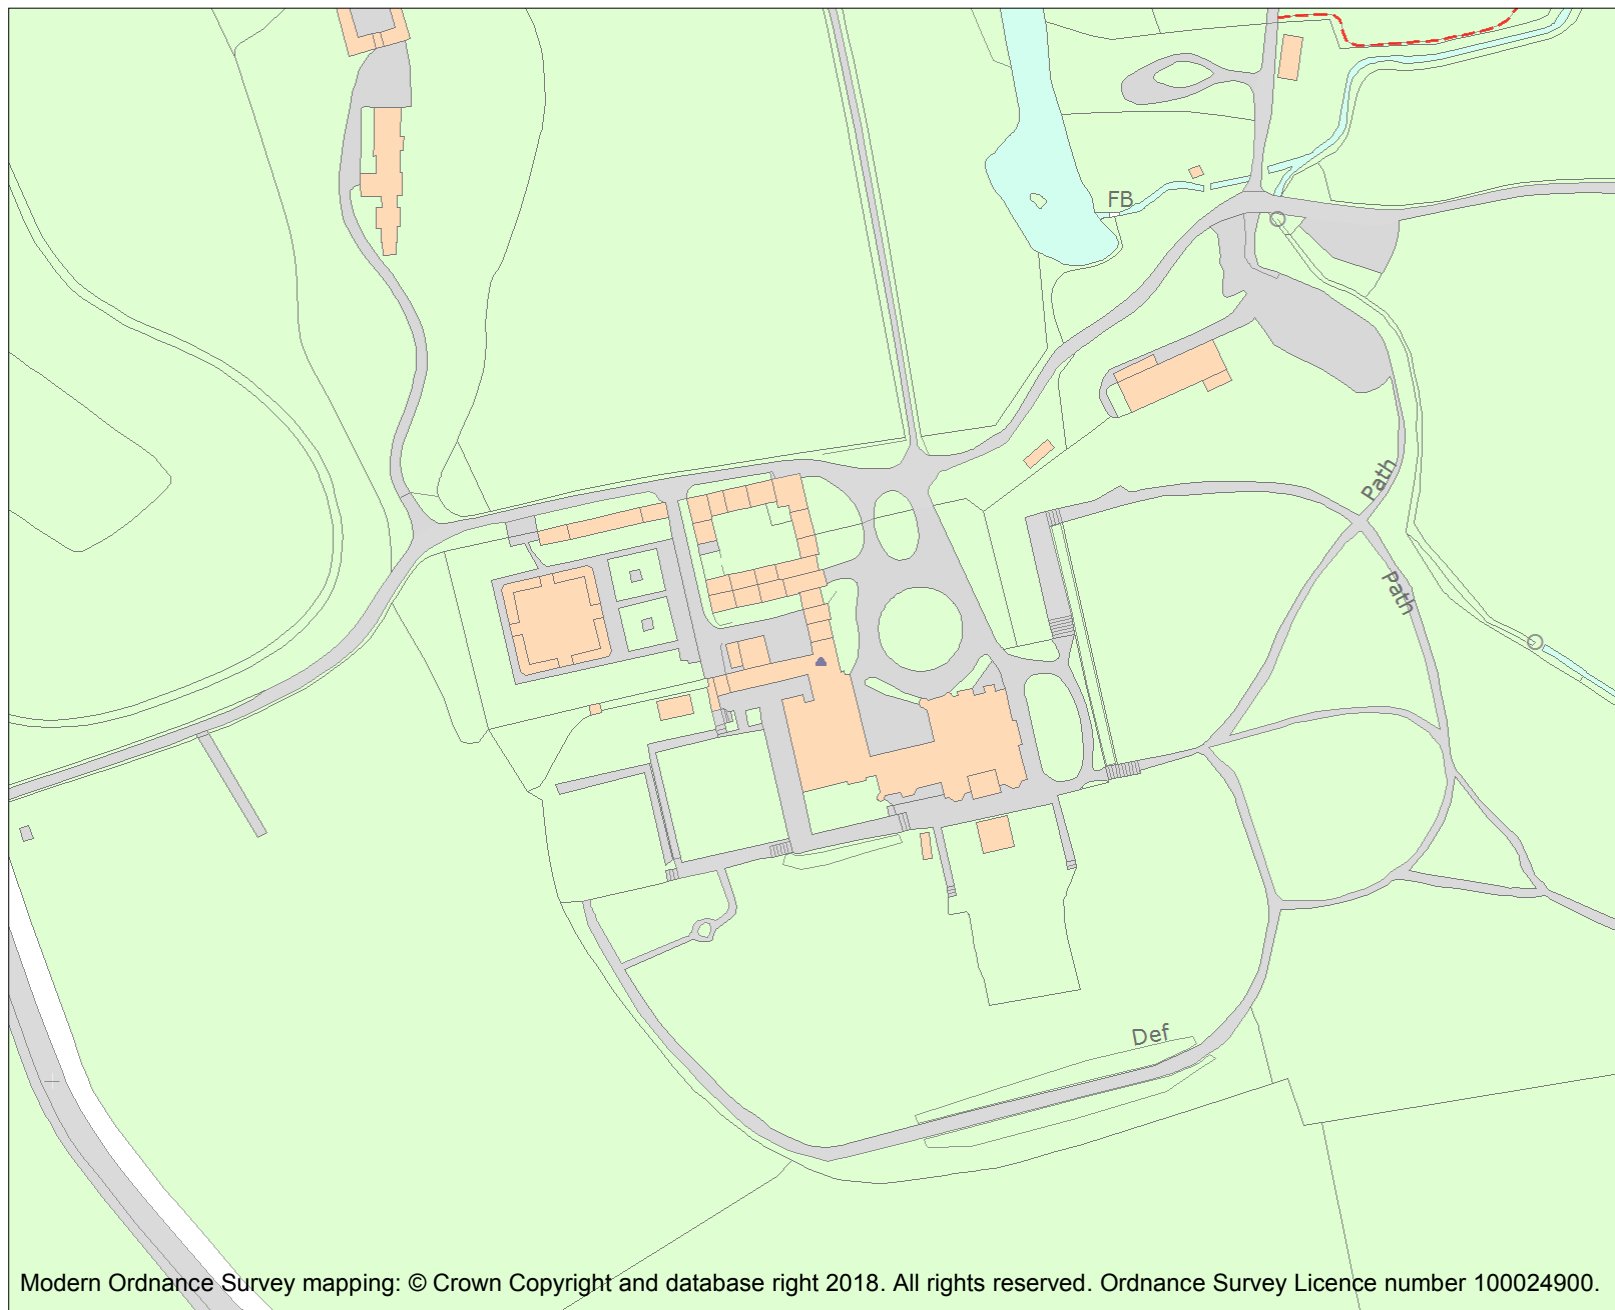 FB
Path
Path
Def
Modern Ordnance Survey mapping: © Crown Copyright and database right 2018. All rights reserved. Ordnance Survey Licence number 100024900.